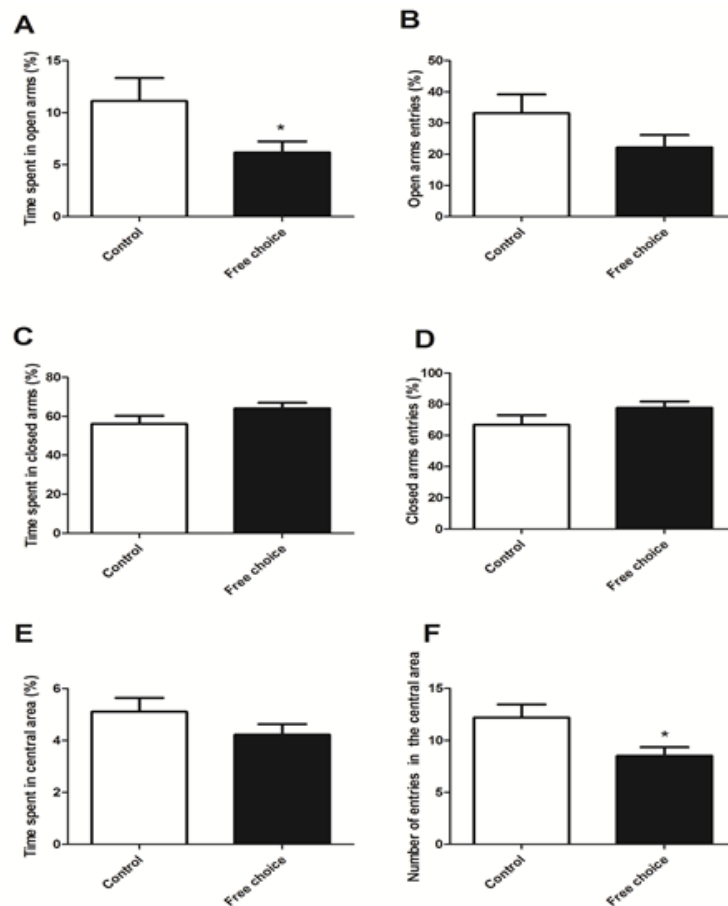 A
Time spent in open arms (%)
15
10
5
0
*
Control
Free choice
B
Open arms entries (%)
50
40
30
20
10
0
Control
Free choice
C
Time spent in closed arms (%)
80
60
40
20
0
Control
Free choice
D
Closed arms entries (%)
100
80
60
40
20
0
Control
Free choice
E
Time spent in central area (%)
6
4
2
0
Control
Free choice
F
Number of entries in the central area
15
10
5
0
*
Control
Free choice